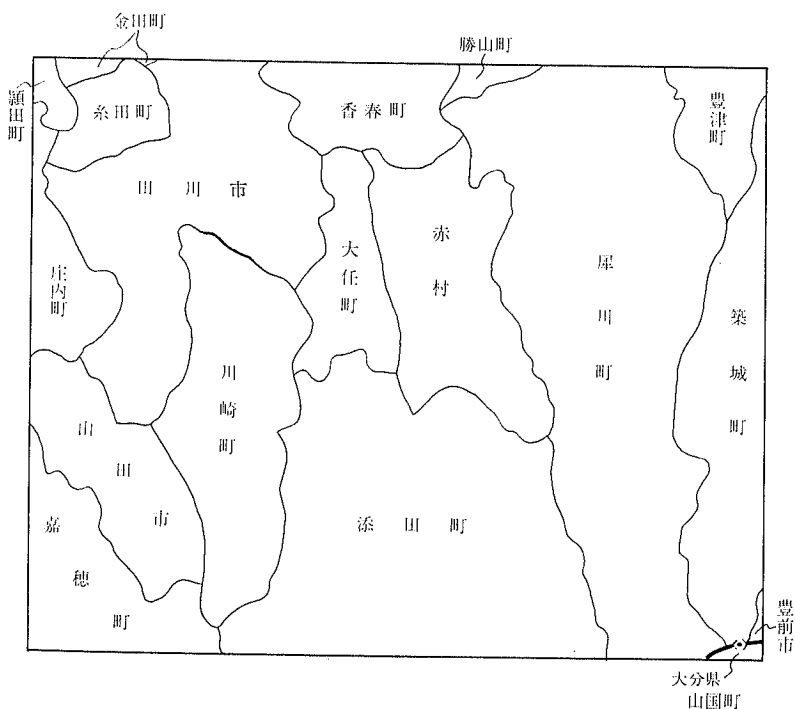 金田町
勝山町
頴田町
糸田町
香春町
豊津町
田川市
大任町
赤村
庄内町
犀川町
築城町
川崎町
山田市
添田町
嘉穂町
豊前市
大分県
山国町